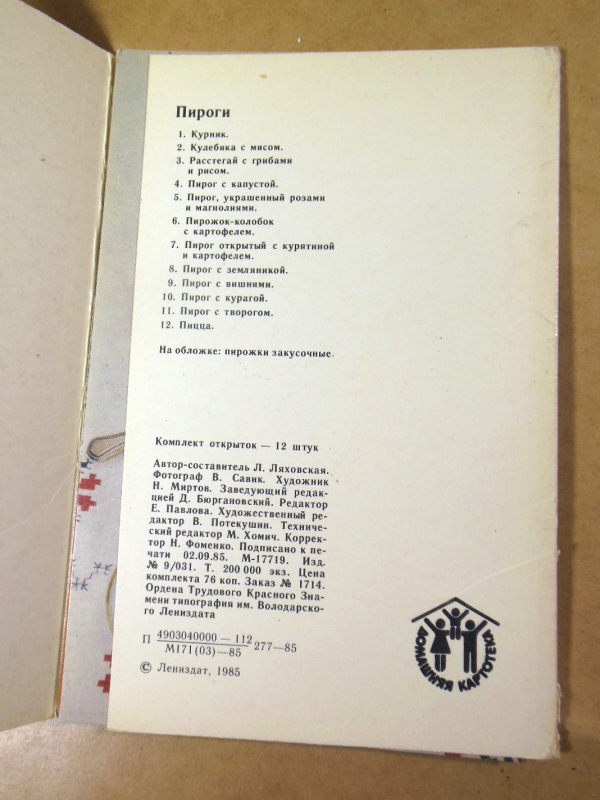 Пироги
1. Курник.
2. Кулебяка с мясом.
3. Расстегай с грибами
и рисом.
4. Пирог с капустой.
5. Пирог, украшенный розами
и магнолиями.
6. Пирожок-колобок
с картофелем.
7. Пирог открытый с курятиной
и картофелем.
8. Пирог с земляникой.
9. Пирог с вишнями.
10. Пирог с курагой.
11. Пирог с творогом.
12. Пицца.
На обложке: пирожки закусочные.
Комплект открыток — 12 штук
Автор-составитель Л. Ляховская.
Фотограф В. Савик. Художник
Н. Миртов. Заведующий редак-
цией Д. Бюргановский. Редактор
Е. Павлова. Художественный ре-
дактор В. Потекушин. Техниче-
ский редактор М. Хомич. Коррек-
тор Н. Фоменко. Подписано к пе-
чати 02.09.85. М-17719. Изд.
№ 9/031. Т. 200 000 экз. Цена
комплекта 76 коп. Заказ № 1714.
Ордена Трудового Красного Зна-
мени типография им. Володарско-
го Лениздата
П 4903040000 — 112
М171 (03) — 85 277—85
© Лениздат, 1985
ДОМАШНЯЯ КАРТОТЕКА